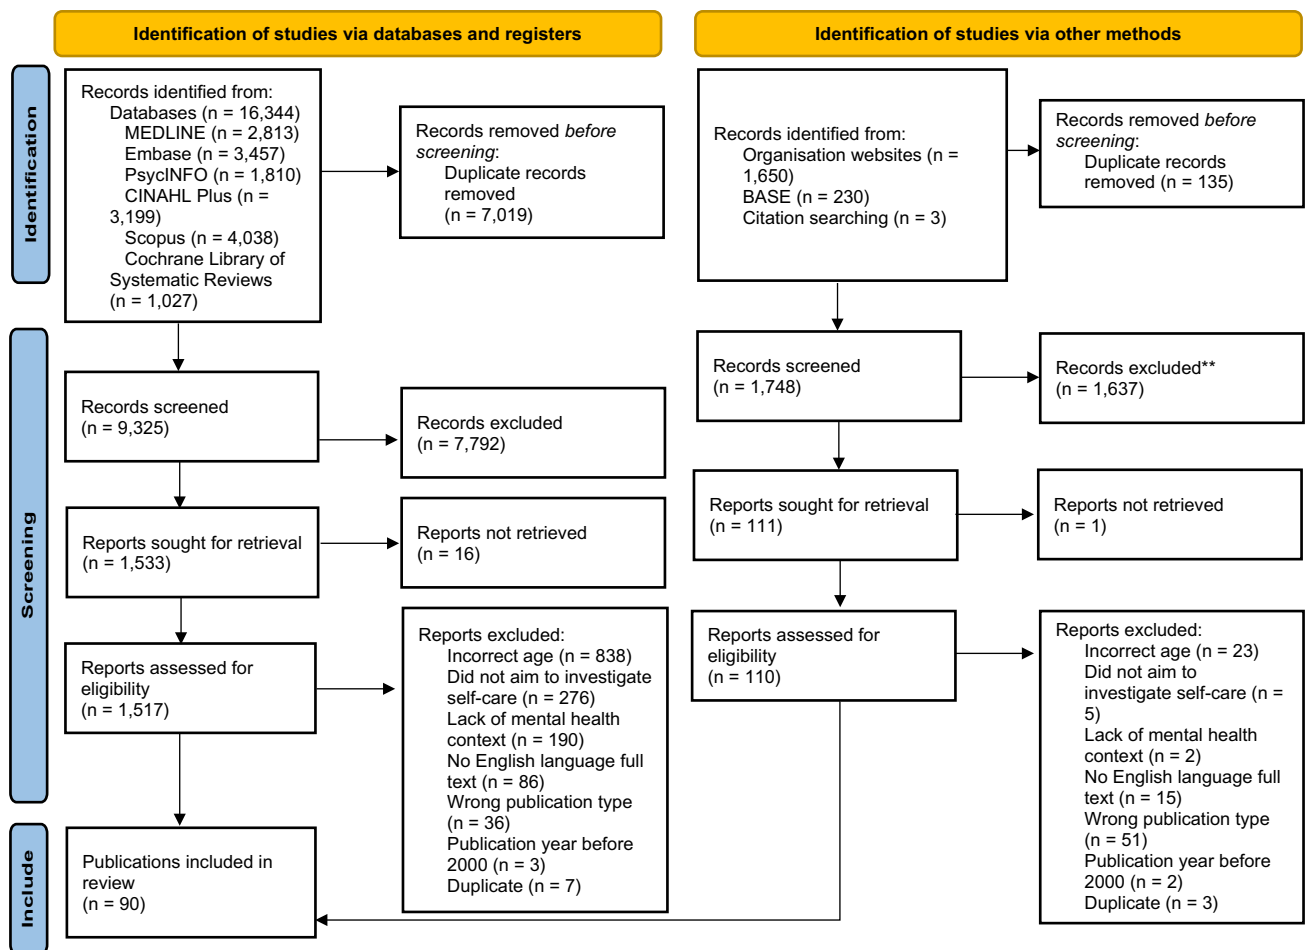 Identification of studies via databases and registers
Identification of studies via other methods
Identification
Records identified from:
Databases (n = 16,344)
MEDLINE (n = 2,813)
Embase (n = 3,457)
PsycINFO (n = 1,810)
CINAHL Plus (n =
3,199)
Scopus (n = 4,038)
Cochrane Library of
Systematic Reviews
(n = 1,027)
Records removed before
screening:
Duplicate records
removed
(n = 7,019)
Records identified from:
Organisation websites (n =
1,650)
BASE (n = 230)
Citation searching (n = 3)
Records removed before
screening:
Duplicate records
removed (n = 135)
Screening
Records screened
(n = 9,325)
Records excluded
(n = 7,792)
Records screened
(n = 1,748)
Records excluded**
(n = 1,637)
Reports sought for retrieval
(n = 1,533)
Reports not retrieved
(n = 16)
Reports sought for retrieval
(n = 111)
Reports not retrieved
(n = 1)
Reports assessed for
eligibility
(n = 1,517)
Reports excluded:
Incorrect age (n = 838)
Did not aim to investigate
self-care (n = 276)
Lack of mental health
context (n = 190)
No English language full
text (n = 86)
Wrong publication type
(n = 36)
Publication year before
2000 (n = 3)
Duplicate (n = 7)
Reports assessed for
eligibility
(n = 110)
Reports excluded:
Incorrect age (n = 23)
Did not aim to
investigate self-care (n =
5)
Lack of mental health
context (n = 2)
No English language full
text (n = 15)
Wrong publication type
(n = 51)
Publication year before
2000 (n = 2)
Duplicate (n = 3)
Include
Publications included in
review
(n = 90)